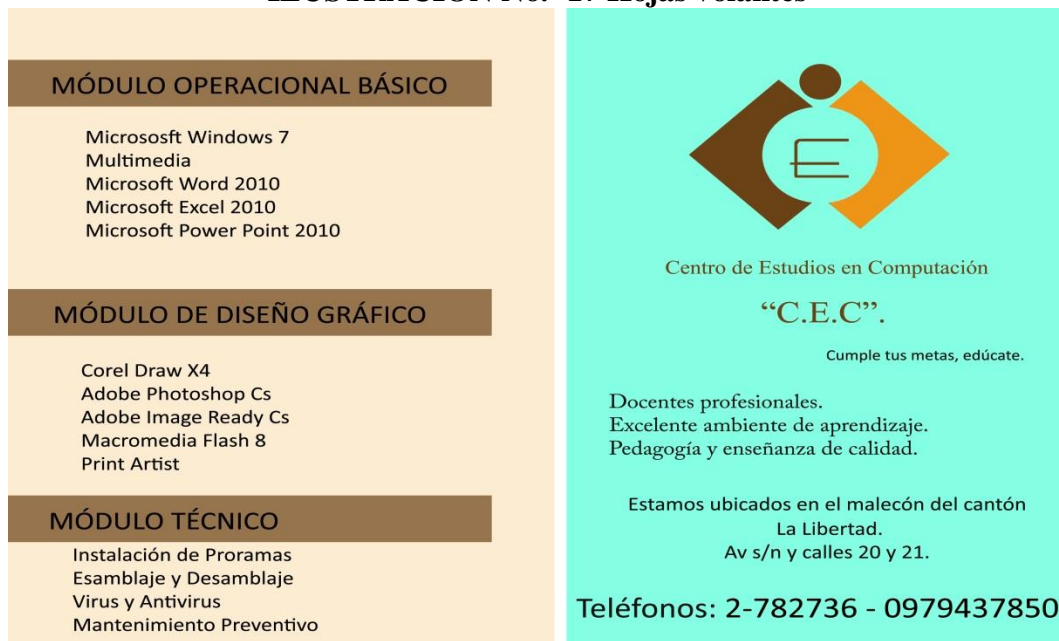 MÓDULO OPERACIONAL BÁSICO
Micrososft Windows 7
Multimedia
Microsoft Word 2010
Microsoft Excel 2010
Microsoft Power Point 2010
MÓDULO DE DISEÑO GRÁFICO
Corel Draw X4
Adobe Photoshop Cs
Adobe Image Ready Cs
Macromedia Flash 8
Print Artist
MÓDULO TÉCNICO
Instalación de Proramas
Esamblaje y Desamblaje
Virus y Antivirus
Mantenimiento Preventivo
E
Centro de Estudios en Computación
“C.E.C”.
Cumple tus metas, edúcate.
Docentes profesionales.
Excelente ambiente de aprendizaje.
Pedagogía y enseñanza de calidad.
Estamos ubicados en el malecón del cantón
La Libertad.
Av s/n y calles 20 y 21.
Teléfonos: 2-782736 - 0979437850